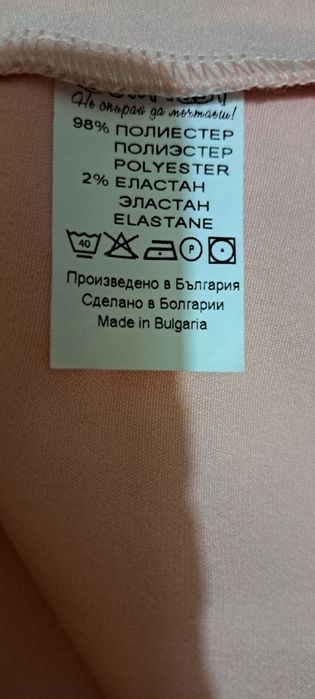 Не спирай да мечтаеш!
98% ПОЛИЕСТЕР
ПОЛИЭСТЕР
POLYESTER
2% ЕЛАСТАН
ЭЛАСТАН
ELASTANE
40 P
Произведено в България
Сделано в Болгарии
Made in Bulgaria